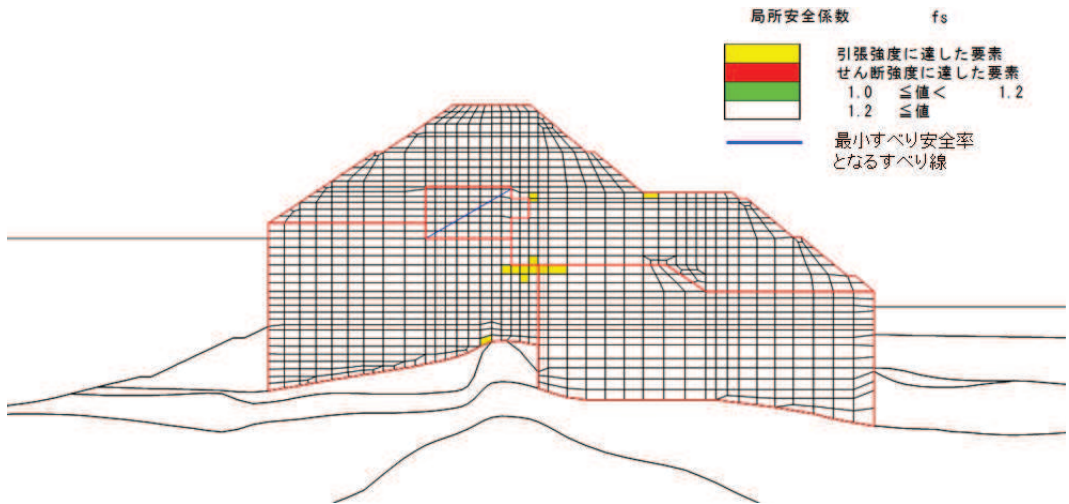 局所安全係数 fs
引張強度に達した要素
せん断強度に達した要素
1.0 ≦値＜ 1.2
1.2 ≦値
最小すべり安全率
となるすべり線